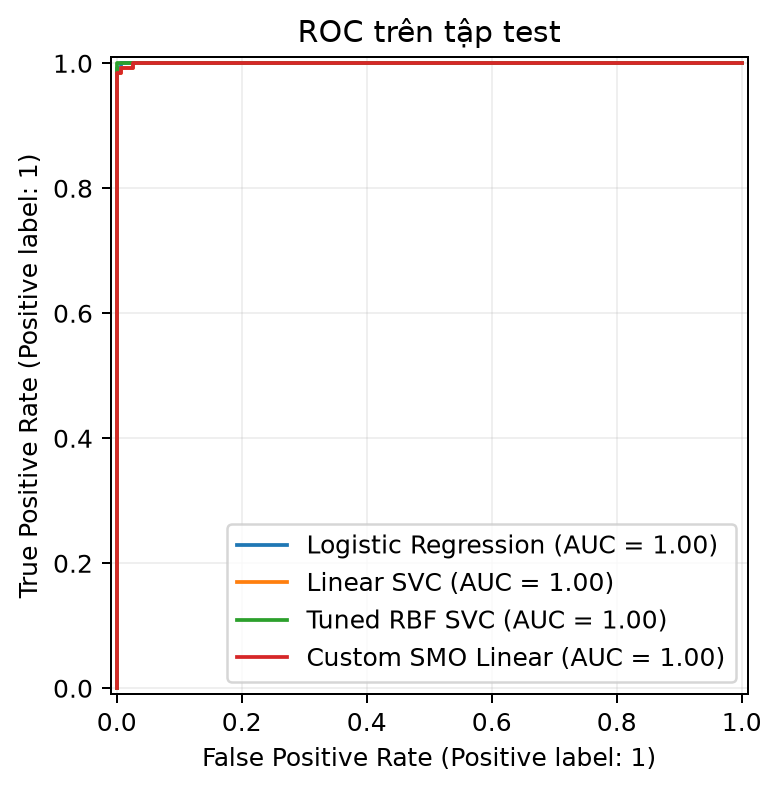 ROC trên tập test
True Positive Rate (Positive label: 1)
1.0
0.8
0.6
0.4
0.2
0.0
Logistic Regression (AUC = 1.00)
Linear SVC (AUC = 1.00)
Tuned RBF SVC (AUC = 1.00)
Custom SMO Linear (AUC = 1.00)
0.0 0.2 0.4 0.6 0.8 1.0
False Positive Rate (Positive label: 1)